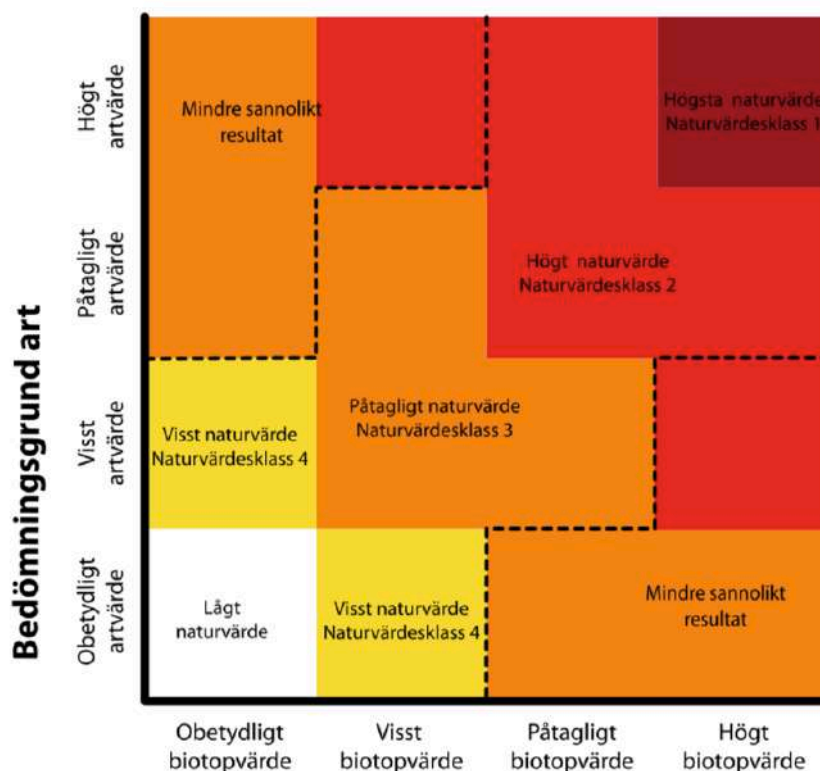 Bedömningsgrund art
Högt
artvärde
Påtagligt
artvärde
Visst
artvärde
Obetydligt
artvärde
Mindre sannolikt
resultat
Högsta naturvärde
Naturvärdesklass 1
Högt naturvärde
Naturvärdesklass 2
Påtagligt naturvärde
Naturvärdesklass 3
Visst naturvärde
Naturvärdesklass 4
Lågt
naturvärde
Visst naturvärde
Naturvärdesklass 4
Mindre sannolikt
resultat
Obetydligt
biotopvärde
Visst
biotopvärde
Påtagligt
biotopvärde
Högt
biotopvärde